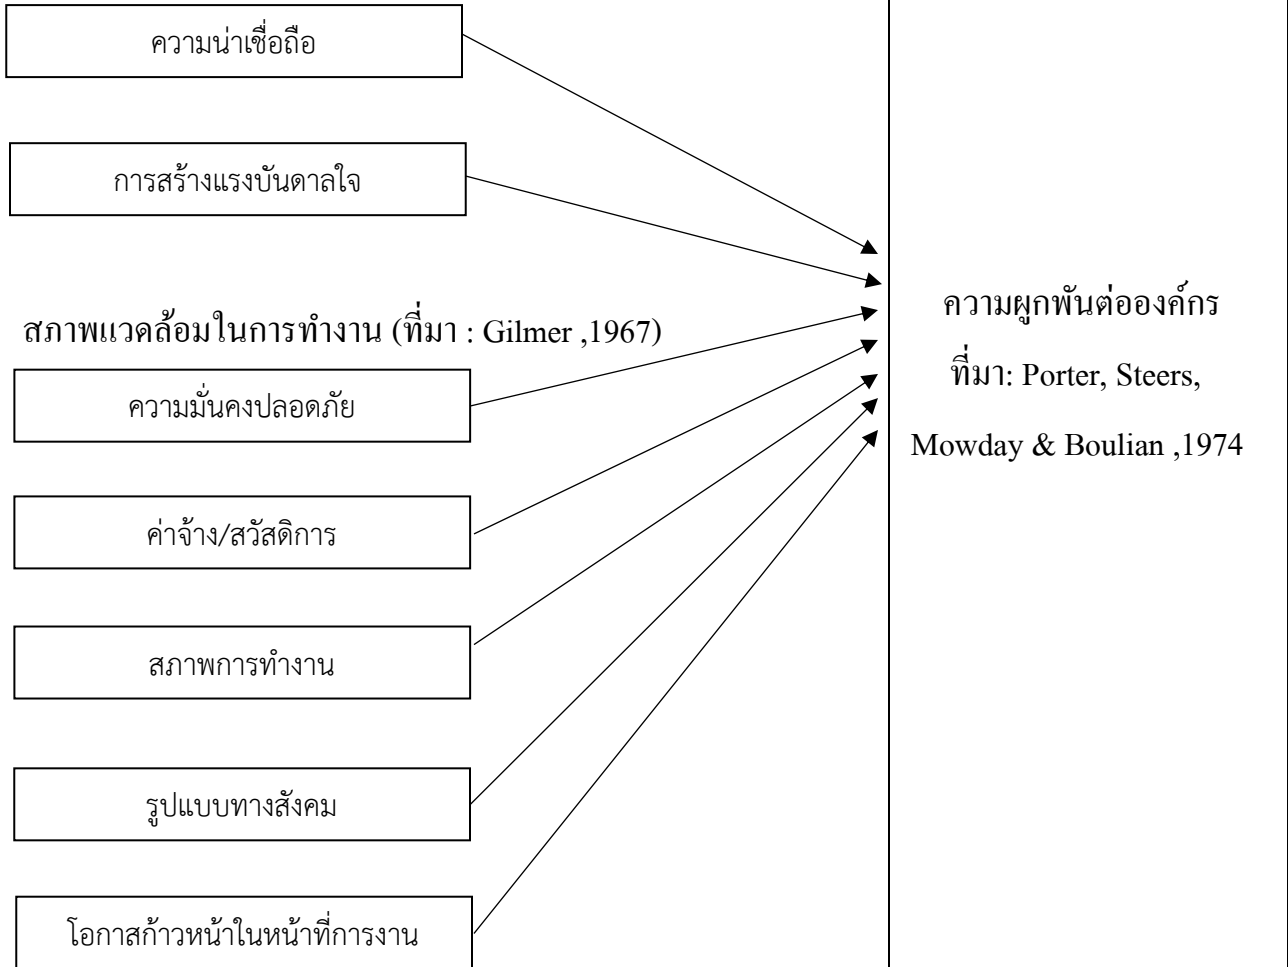 ความน่าเชื่อถือ
การสร้างแรงบันดาลใจ
สภาพแวดล้อมในการทำงาน (ที่มา : Gilmer ,1967)
ความมั่นคงปลอดภัย
ค่าจ้าง/สวัสดิการ
สภาพการทำงาน
รูปแบบทางสังคม
โอกาสก้าวหน้าในหน้าที่การงาน
ความผูกพันต่อองค์กร
ที่มา: Porter, Steers,
Mowday & Boulian ,1974